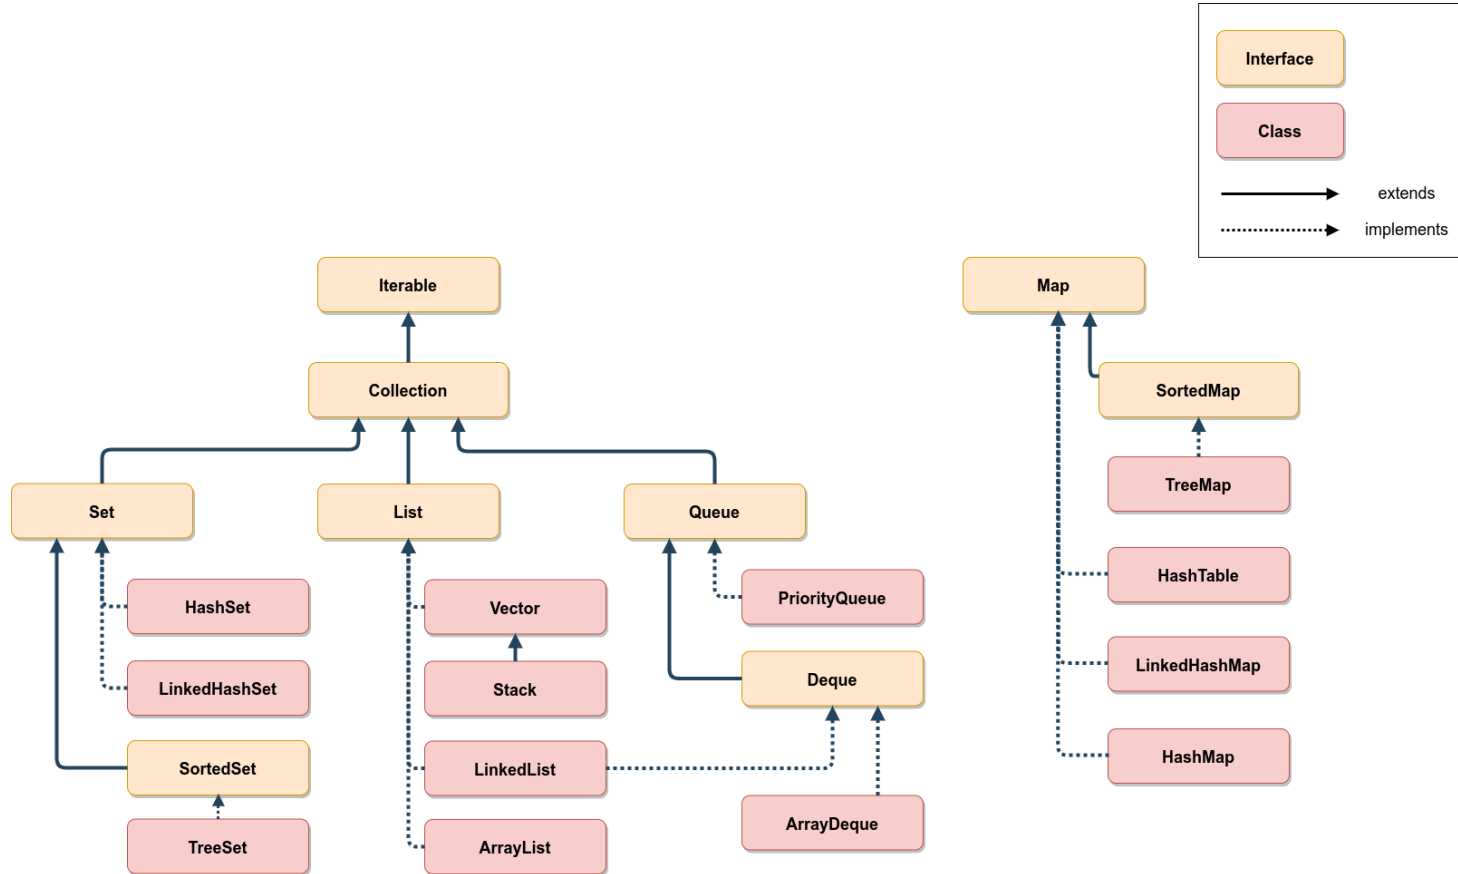 Interface
Class
extends
implements
Iterable
Map
Collection
SortedMap
TreeMap
Set
List
Queue
HashSet
Vector
PriorityQueue
HashTable
LinkedHashSet
Stack
Deque
LinkedHashMap
SortedSet
LinkedList
HashMap
TreeSet
ArrayList
ArrayDeque